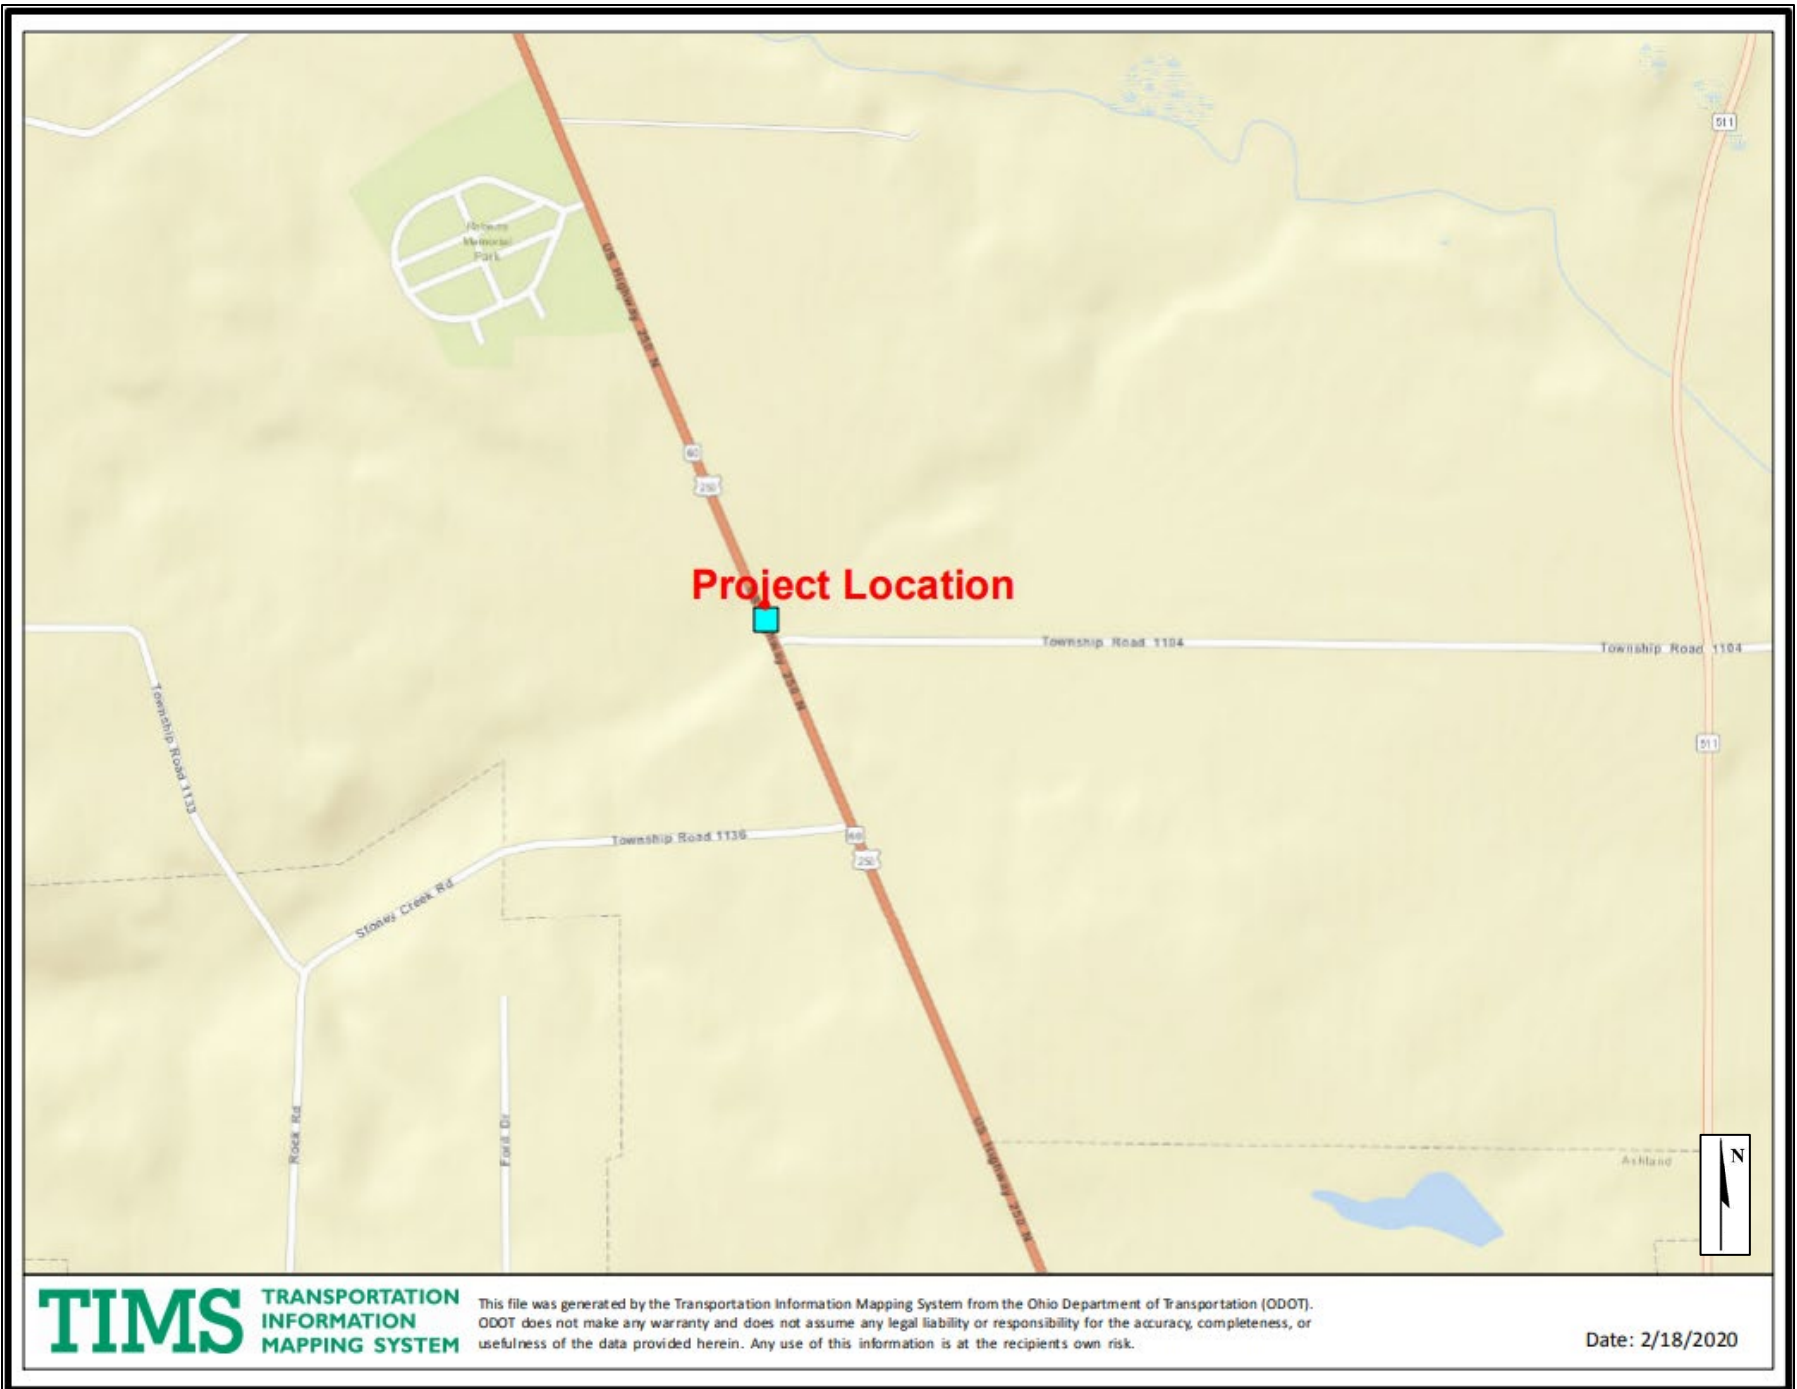 511
Memorial
Park
US Highway 250 N
60
250
Project Location
way 250 N
Township Road 1104
Township Road 1104
Township Road 1133
511
Township Road 1136
60
250
Stoney Creek Rd
Rock Rd
Ford Dr
US Highway 250 N
Ashland
N
TIMS
TRANSPORTATION
INFORMATION
MAPPING SYSTEM
This file was generated by the Transportation Information Mapping System from the Ohio Department of Transportation (ODOT).
ODOT does not make any warranty and does not assume any legal liability or responsibility for the accuracy, completeness, or
usefulness of the data provided herein. Any use of this information is at the recipients own risk.
Date: 2/18/2020